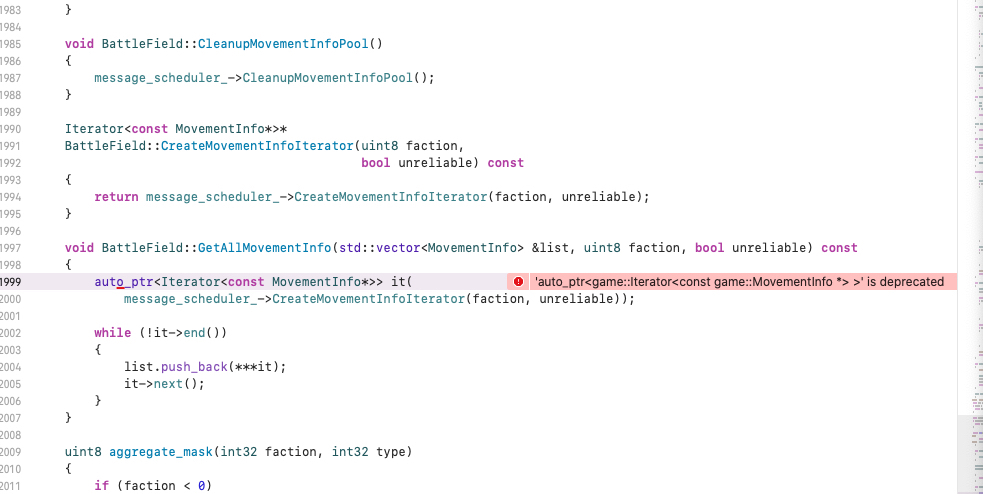 1983 }
1984
1985 void BattleField::CleanupMovementInfoPool()
1986 {
1987 message_scheduler_->CleanupMovementInfoPool();
1988 }
1989
1990 Iterator<const MovementInfo*>*
1991 BattleField::CreateMovementInfoIterator(uint8 faction,
1992 bool unreliable) const
1993 {
1994 return message_scheduler_->CreateMovementInfoIterator(faction, unreliable);
1995 }
1996
1997 void BattleField::GetAllMovementInfo(std::vector<MovementInfo> &list, uint8 faction, bool unreliable) const
1998 {
1999 auto_ptr<Iterator<const MovementInfo*>> it( 'auto_ptr<game::Iterator<const game::MovementInfo *> >' is deprecated
2000 message_scheduler_->CreateMovementInfoIterator(faction, unreliable));
2001
2002 while (!it->end())
2003 {
2004 list.push_back(***it);
2005 it->next();
2006 }
2007 }
2008
2009 uint8 aggregate_mask(int32 faction, int32 type)
2010 {
2011 if (faction < 0)